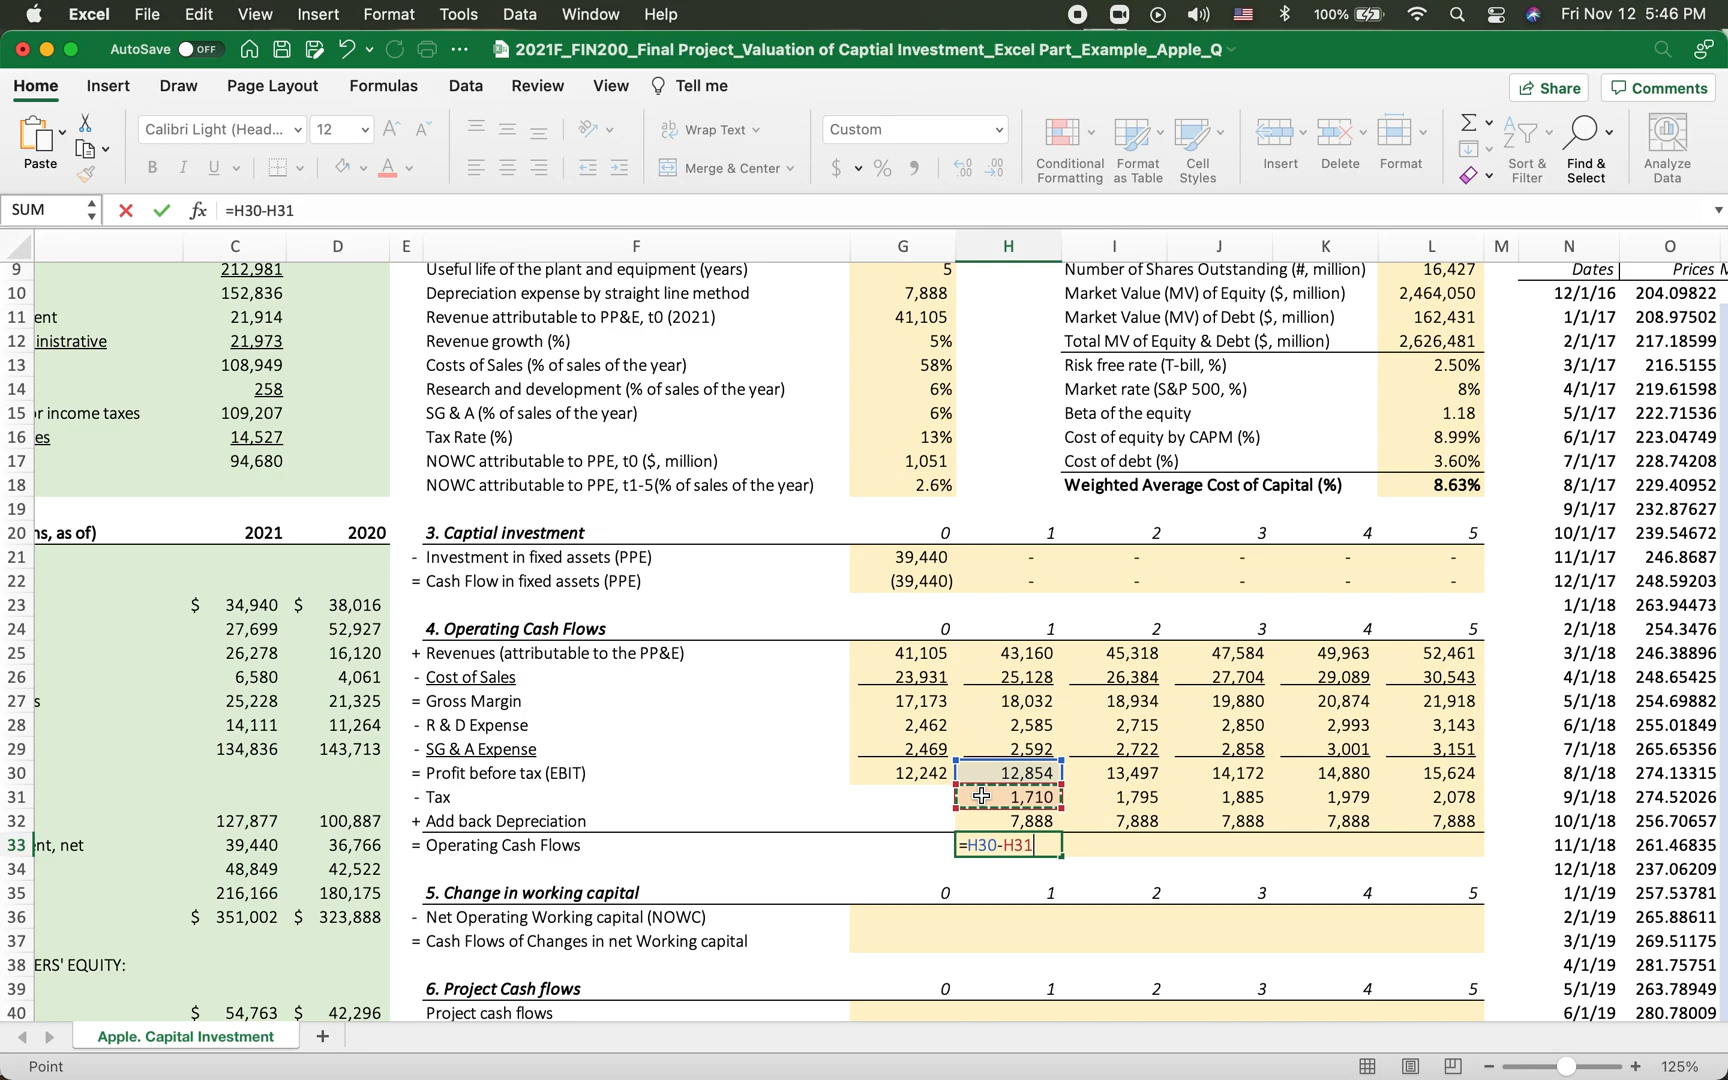 Excel File Edit View Insert Format Tools Data Window Help 100% Fri Nov 12 5:46 PM
AutoSave OFF 2021F_FIN200_Final Project_Valuation of Captial Investment_Excel Part_Example_Apple_Q
Home Insert Draw Page Layout Formulas Data Review View Tell me Share Comments
Paste Calibri Light (Head... 12 A A Wrap Text Custom Conditional Formatting Format as Table Cell Styles Insert Delete Format Sort & Filter Find & Select Analyze Data
B I U A Merge & Center $ % 9
SUM fx =H30-H31
C D E F G H I J K L M N O
9 212,981 Useful life of the plant and equipment (years) 5 Number of Shares Outstanding (#, million) 16,427 Dates Prices
10 152,836 Depreciation expense by straight line method 7,888 Market Value (MV) of Equity ($, million) 2,464,050 12/1/16 204.09822
11 ent 21,914 Revenue attributable to PP&E, t0 (2021) 41,105 Market Value (MV) of Debt ($, million) 162,431 1/1/17 208.97502
12 inistrative 21,973 Revenue growth (%) 5% Total MV of Equity & Debt ($, million) 2,626,481 2/1/17 217.18599
13 108,949 Costs of Sales (% of sales of the year) 58% Risk free rate (T-bill, %) 2.50% 3/1/17 216.5155
14 258 Research and development (% of sales of the year) 6% Market rate (S&P 500, %) 8% 4/1/17 219.61598
15 or income taxes 109,207 SG & A (% of sales of the year) 6% Beta of the equity 1.18 5/1/17 222.71536
16 es 14,527 Tax Rate (%) 13% Cost of equity by CAPM (%) 8.99% 6/1/17 223.04749
17 94,680 NOWC attributable to PPE, t0 ($, million) 1,051 Cost of debt (%) 3.60% 7/1/17 228.74208
18 NOWC attributable to PPE, t1-5(% of sales of the year) 2.6% Weighted Average Cost of Capital (%) 8.63% 8/1/17 229.40952
19 9/1/17 232.87627
20 ns, as of) 2021 2020 3. Captial investment 0 1 2 3 4 5 10/1/17 239.54672
21 - Investment in fixed assets (PPE) 39,440 - - - - - 11/1/17 246.8687
22 = Cash Flow in fixed assets (PPE) (39,440) - - - - - 12/1/17 248.59203
23 $ 34,940 $ 38,016 1/1/18 263.94473
24 27,699 52,927 4. Operating Cash Flows 0 1 2 3 4 5 2/1/18 254.3476
25 26,278 16,120 + Revenues (attributable to the PP&E) 41,105 43,160 45,318 47,584 49,963 52,461 3/1/18 246.38896
26 6,580 4,061 - Cost of Sales 23,931 25,128 26,384 27,704 29,089 30,543 4/1/18 248.65425
27 s 25,228 21,325 = Gross Margin 17,173 18,032 18,934 19,880 20,874 21,918 5/1/18 254.69882
28 14,111 11,264 - R & D Expense 2,462 2,585 2,715 2,850 2,993 3,143 6/1/18 255.01849
29 134,836 143,713 - SG & A Expense 2,469 2,592 2,722 2,858 3,001 3,151 7/1/18 265.65356
30 = Profit before tax (EBIT) 12,242 12,854 13,497 14,172 14,880 15,624 8/1/18 274.13315
31 - Tax 1,710 1,795 1,885 1,979 2,078 9/1/18 274.52026
32 127,877 100,887 + Add back Depreciation 7,888 7,888 7,888 7,888 7,888 10/1/18 256.70657
33 ent, net 39,440 36,766 = Operating Cash Flows =H30-H31 11/1/18 261.46835
34 48,849 42,522 12/1/18 237.06209
35 216,166 180,175 5. Change in working capital 0 1 2 3 4 5 1/1/19 257.53781
36 $ 351,002 $ 323,888 - Net Operating Working capital (NOWC) 2/1/19 265.88611
37 = Cash Flows of Changes in net Working capital 3/1/19 269.51175
38 ERS' EQUITY: 4/1/19 281.75751
39 6. Project Cash flows 0 1 2 3 4 5 5/1/19 263.78949
40 $ 54,763 $ 42,296 Project cash flows 6/1/19 280.78009
Apple. Capital Investment +
Point 125%